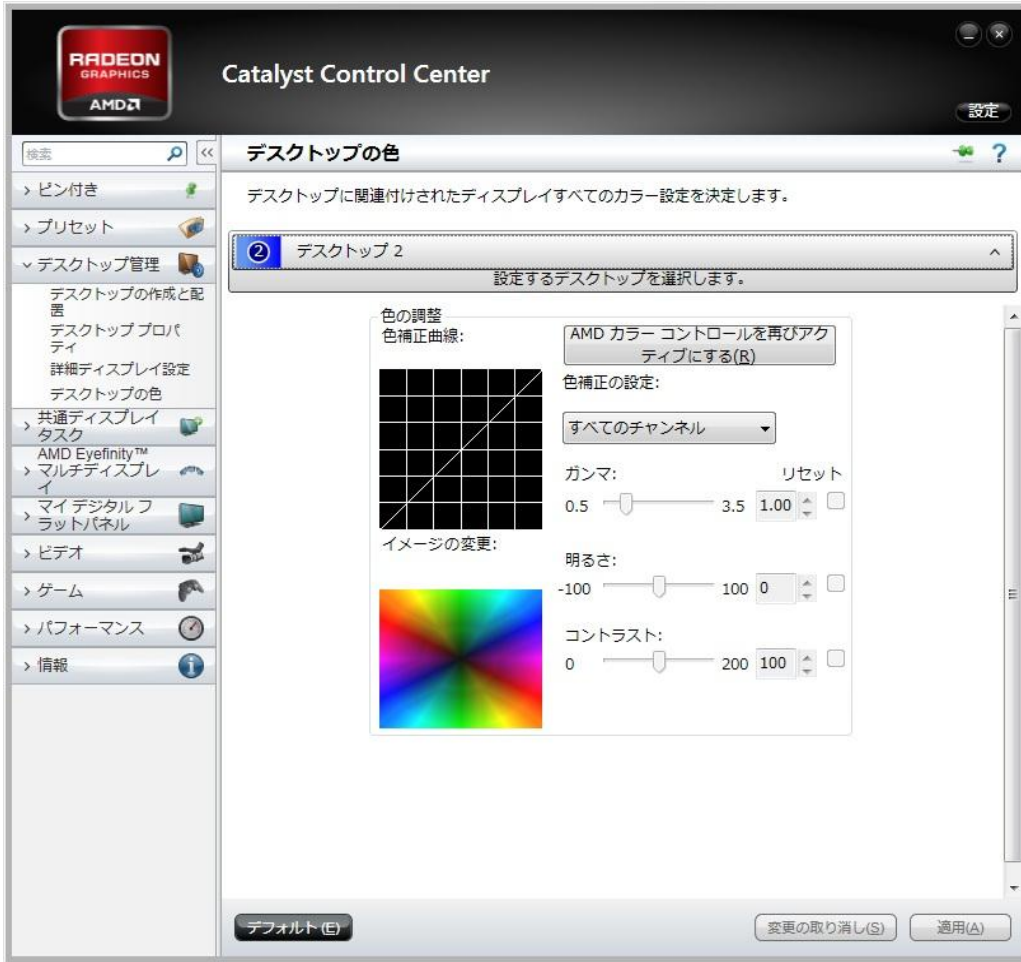 RADEON
GRAPHICS
AMD
Catalyst Control Center
設定
検索
デスクトップの色
?
ピン付き
プリセット
デスクトップ管理
デスクトップの作成と配
置
デスクトップ プロパ
ティ
詳細ディスプレイ設定
デスクトップの色
共通ディスプレイ
タスク
AMD Eyefinity™
マルチディスプレ
イ
マイ デジタル フ
ラットパネル
ビデオ
ゲーム
パフォーマンス
情報
デスクトップに関連付けされたディスプレイすべてのカラー設定を決定します。
2 デスクトップ 2
設定するデスクトップを選択します。
色の調整
色補正曲線:
AMD カラー コントロールを再びアク
ティブにする(R)
色補正の設定:
すべてのチャンネル
ガンマ: リセット
0.5 3.5 1.00
イメージの変更:
明るさ:
-100 100 0
コントラスト:
0 200 100
デフォルト(E)
変更の取り消し(S)
適用(A)